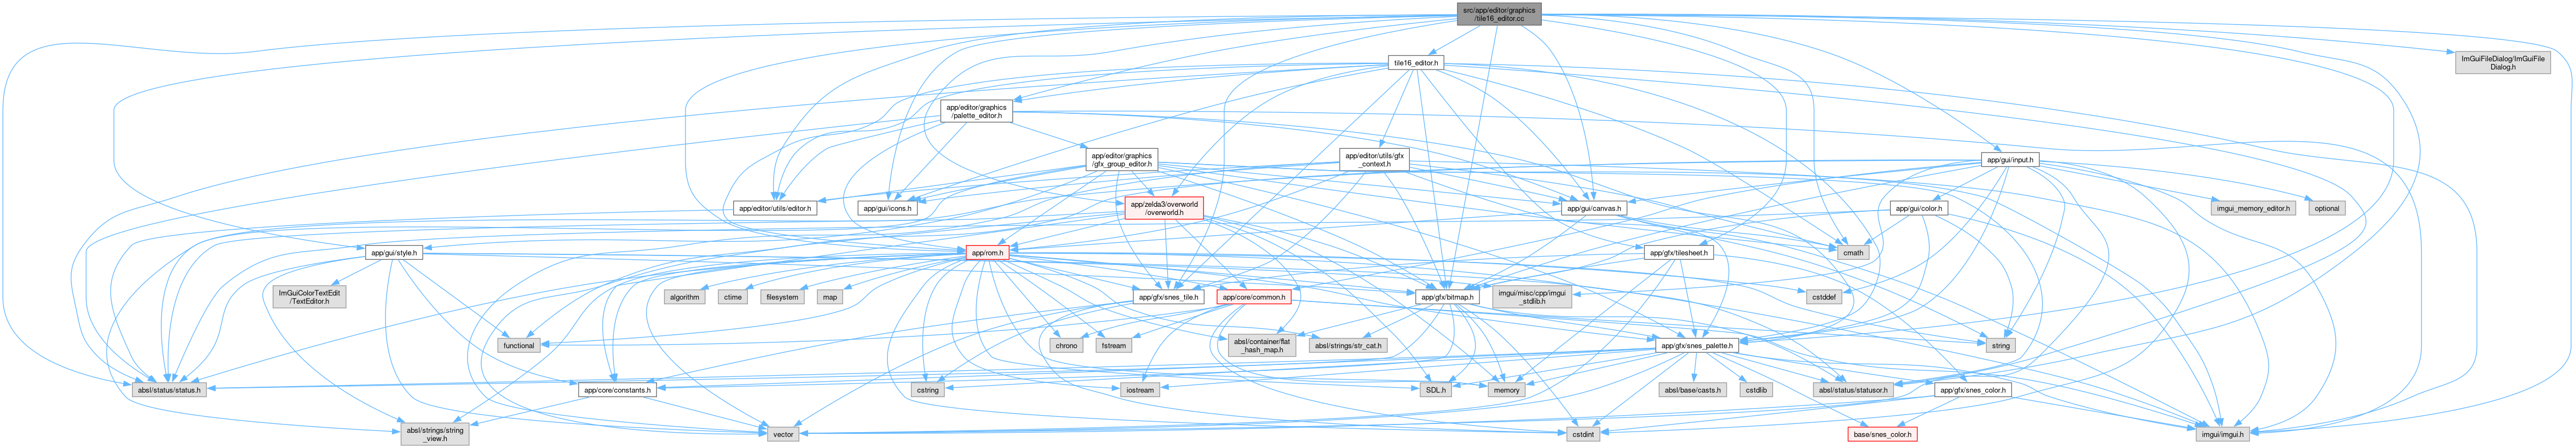 src/app/editor/graphics
/tile16_editor.cc
ImGuiFileDialog/ImGuiFile
Dialog.h
tile16_editor.h
app/editor/graphics
/palette_editor.h
app/editor/graphics
/gfx_group_editor.h
app/editor/utils/gfx
_context.h
app/gui/input.h
app/editor/utils/editor.h
app/gui/icons.h
app/zelda3/overworld
/overworld.h
app/gui/canvas.h
app/gui/color.h
imgui_memory_editor.h
optional
app/gui/style.h
app/rom.h
app/gfx/tilesheet.h
cmath
ImGuiColorTextEdit
/TextEditor.h
algorithm
ctime
filesystem
map
app/gfx/snes_tile.h
app/core/common.h
app/gfx/bitmap.h
imgui/misc/cpp/imgui
_stdlib.h
cstddef
functional
chrono
fstream
absl/container/flat
_hash_map.h
absl/strings/str_cat.h
app/gfx/snes_palette.h
string
absl/status/status.h
app/core/constants.h
cstring
iostream
SDL.h
memory
absl/base/casts.h
cstdlib
absl/status/statusor.h
app/gfx/snes_color.h
absl/strings/string
_view.h
vector
cstdint
base/snes_color.h
imgui/imgui.h